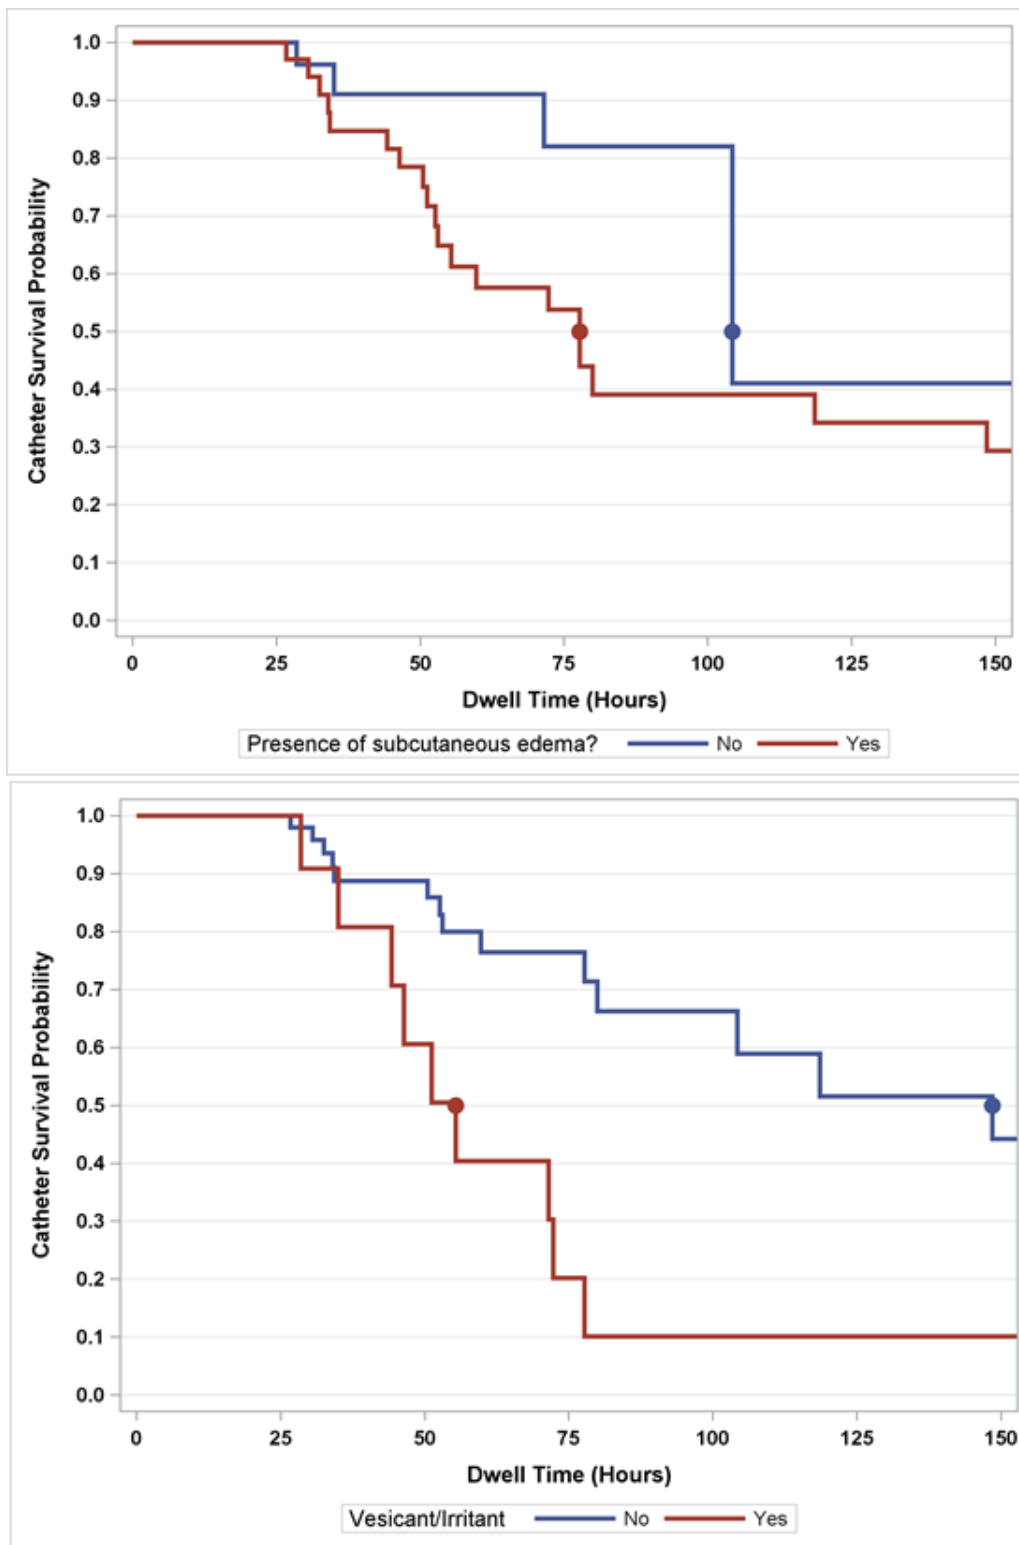 1.0
0.9
0.8
0.7
0.6
0.5
0.4
0.3
0.2
0.1
0.0
Catheter Survival Probability
0 25 50 75 100 125 150
Dwell Time (Hours)
Presence of subcutaneous edema? No Yes
1.0
0.9
0.8
0.7
0.6
0.5
0.4
0.3
0.2
0.1
0.0
Catheter Survival Probability
0 25 50 75 100 125 150
Dwell Time (Hours)
Vesicant/Irritant No Yes